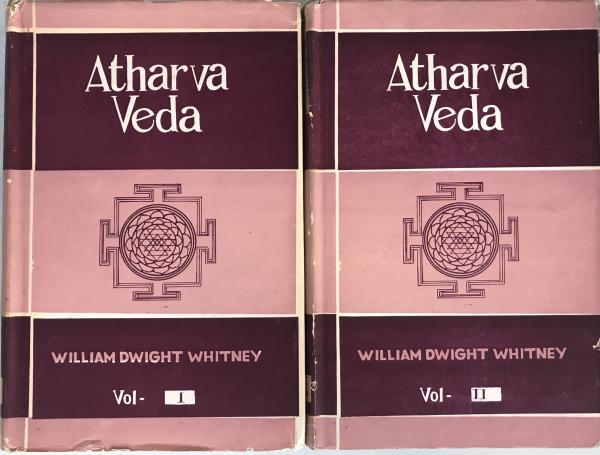 Atharva
Veda
WILLIAM DWIGHT WHITNEY
Vol- I
Atharva
Veda
WILLIAM DWIGHT WHITNEY
Vol- II